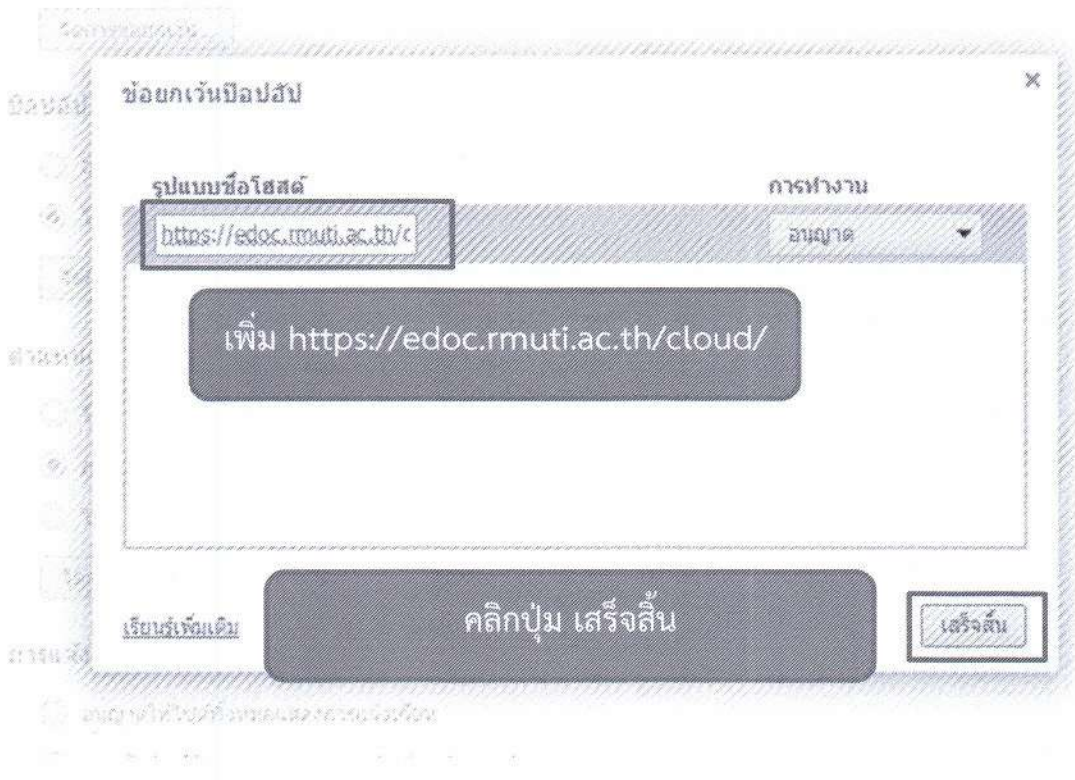 ข้อยกเว้นป๊อปอัป
×
รูปแบบชื่อโฮสต์ การทำงาน
https://edoc.rmuti.ac.th/c อนุญาต
เพิ่ม https://edoc.rmuti.ac.th/cloud/
เรียนรู้เพิ่มเติม คลิกปุ่ม เสร็จสิ้น เสร็จสิ้น